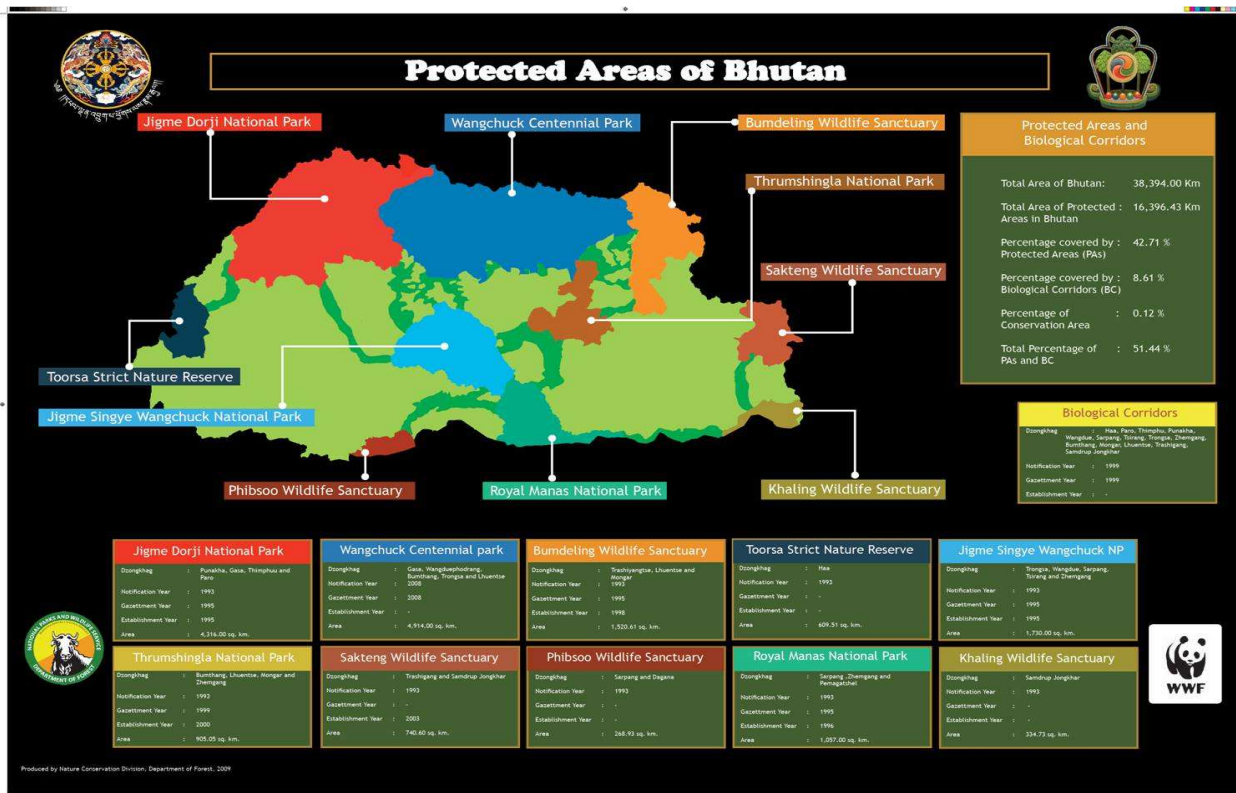 Protected Areas of Bhutan
Jigme Dorji National Park
Wangchuck Centennial Park
Bumdeling Wildlife Sanctuary
Thrumshingla National Park
Sakteng Wildlife Sanctuary
Toorsa Strict Nature Reserve
Jigme Singye Wangchuck National Park
Phibsoo Wildlife Sanctuary
Royal Manas National Park
Khaling Wildlife Sanctuary
Protected Areas and
Biological Corridors
Total Area of Bhutan: 38,394.00 Km
Total Area of Protected : 16,396.43 Km
Areas in Bhutan
Percentage covered by : 42.71 %
Protected Areas (PAs)
Percentage covered by : 8.61 %
Biological Corridors (BC)
Percentage of : 0.12 %
Conservation Area
Total Percentage of : 51.44 %
PAs and BC
Biological Corridors
Dzongkhag : Haa, Paro, Thimphu, Punakha,
Wangdue, Sarpang, Tsirang, Trongsa, Zhemgang,
Bumthang, Mongar, Lhuentse, Trashigang,
Samdrup Jongkhar
Notification Year : 1999
Gazettment Year : 1999
Establishment Year : -
Jigme Dorji National Park
Dzongkhag : Punakha, Gasa, Thimphuu and
Paro
Notification Year : 1993
Gazettment Year : 1995
Establishment Year : 1995
Area : 4,316.00 sq. km.
Wangchuck Centennial park
Dzongkhag : Gasa, Wangduephodrang,
Bumthang, Trongsa and Lhuentse
Notification Year : 2008
Gazettment Year : 2008
Establishment Year : -
Area : 4,914.00 sq. km.
Bumdeling Wildlife Sanctuary
Dzongkhag : Trashiyangtse, Lhuentse and
Mongar
Notification Year : 1993
Gazettment Year : 1995
Establishment Year : 1998
Area : 1,520.61 sq. km.
Toorsa Strict Nature Reserve
Dzongkhag : Haa
Notification Year : 1993
Gazettment Year : -
Establishment Year : -
Area : 609.51 sq. km.
Jigme Singye Wangchuck NP
Dzongkhag : Trongsa, Wangdue, Sarpang,
Tsirang and Zhemgang
Notification Year : 1993
Gazettment Year : 1995
Establishment Year : 1995
Area : 1,730.00 sq. km.
Thrumshingla National Park
Dzongkhag : Bumthang, Lhuentse, Mongar and
Zhemgang
Notification Year : 1993
Gazettment Year : 1999
Establishment Year : 2000
Area : 905.05 sq. km.
Sakteng Wildlife Sanctuary
Dzongkhag : Trashigang and Samdrup Jongkhar
Notification Year : 1993
Gazettment Year : -
Establishment Year : 2003
Area : 740.60 sq. km.
Phibsoo Wildlife Sanctuary
Dzongkhag : Sarpang and Dagana
Notification Year : 1993
Gazettment Year : -
Establishment Year : -
Area : 268.93 sq. km.
Royal Manas National Park
Dzongkhag : Sarpang ,Zhemgang and
Pemagatshel
Notification Year : 1993
Gazettment Year : 1995
Establishment Year : 1996
Area : 1,057.00 sq. km.
Khaling Wildlife Sanctuary
Dzongkhag : Samdrup Jongkhar
Notification Year : 1993
Gazettment Year : -
Establishment Year : -
Area : 334.73 sq. km.
NATIONAL PARKS AND WILDLIFE SERVICE
DEPARTMENT OF FOREST
WWF
Produced by Nature Conservation Division, Department of Forest, 2009